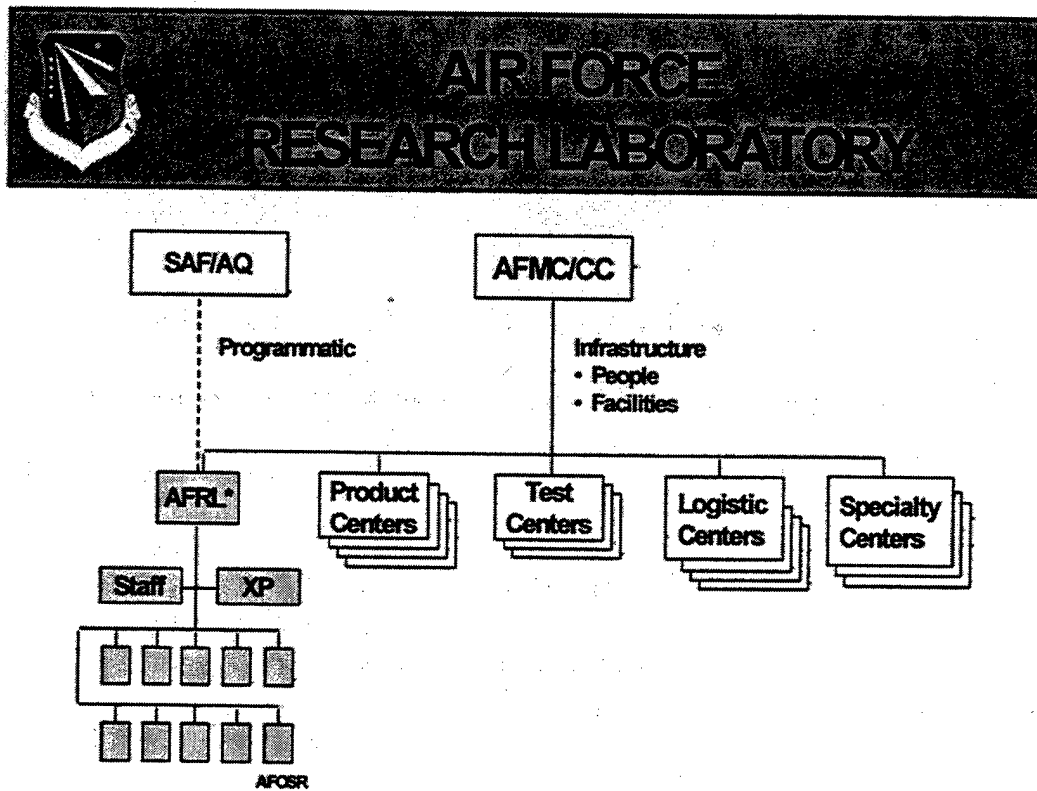 AIR FORCE
RESEARCH LABORATORY
SAF/AQ
AFMC/CC
Programmatic
Infrastructure
• People
• Facilities
AFRL*
Product
Centers
Test
Centers
Logistic
Centers
Specialty
Centers
Staff
XP
AFOSR